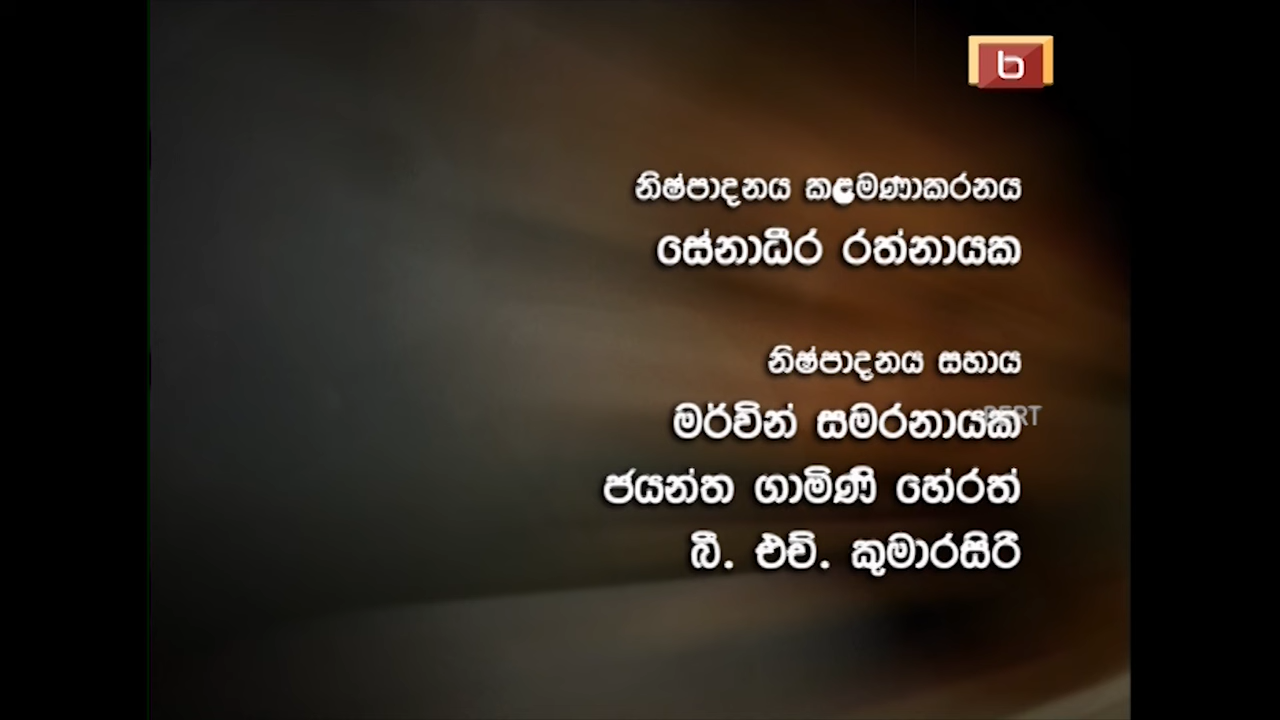 b
නිෂ්පාදනය කළමණාකරනය
සේනාධීර රත්නායක
නිෂ්පාදනය සහාය
මර්වින් සමරනායක
ජයන්ත ගාමිණී හේරත්
බී. එච්. කුමාරසිරී